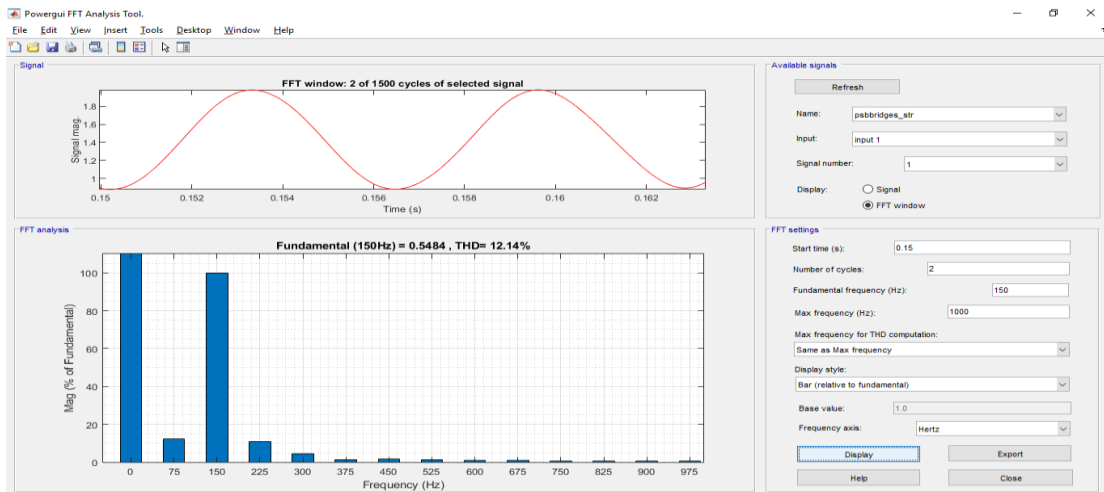 Powergui FFT Analysis Tool.
File Edit View Insert Tools Desktop Window Help
Signal
FFT window: 2 of 1500 cycles of selected signal
Signal mag.
1.8
1.6
1.4
1.2
1
0.15 0.152 0.154 0.156 0.158 0.16 0.162
Time (s)
FFT analysis
Fundamental (150Hz) = 0.5484 , THD= 12.14%
Mag (% of Fundamental)
100
80
60
40
20
0
0 75 150 225 300 375 450 525 600 675 750 825 900 975
Frequency (Hz)
Available signals
Refresh
Name: psbbridges_str
Input: input 1
Signal number: 1
Display: Signal
FFT window
FFT settings
Start time (s): 0.15
Number of cycles: 2
Fundamental frequency (Hz): 150
Max frequency (Hz): 1000
Max frequency for THD computation:
Same as Max frequency
Display style:
Bar (relative to fundamental)
Base value: 1.0
Frequency axis: Hertz
Display Export
Help Close